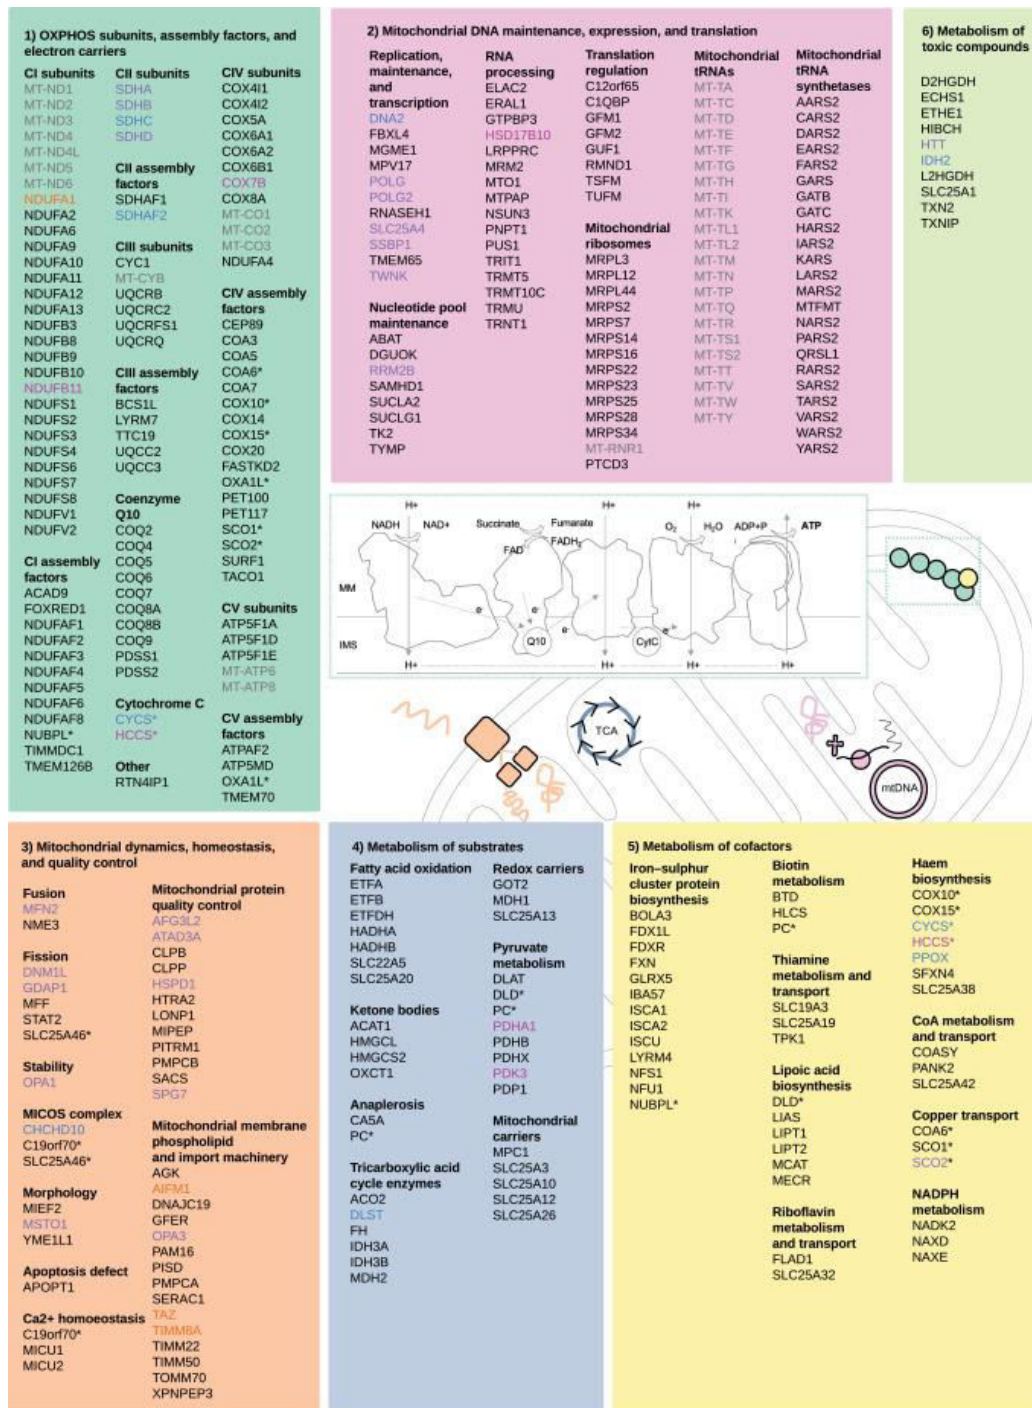 1) OXPHOS subunits, assembly factors, and
electron carriers
CI subunits
MT-ND1
MT-ND2
MT-ND3
MT-ND4
MT-ND4L
MT-ND5
MT-ND6
NDUFA1
NDUFA2
NDUFA6
NDUFA9
NDUFA10
NDUFA11
NDUFA12
NDUFA13
NDUFB3
NDUFB8
NDUFB9
NDUFB10
NDUFB11
NDUFS1
NDUFS2
NDUFS3
NDUFS4
NDUFS6
NDUFS7
NDUFS8
NDUFV1
NDUFV2
CI assembly
factors
ACAD9
FOXRED1
NDUFAF1
NDUFAF2
NDUFAF3
NDUFAF4
NDUFAF5
NDUFAF6
NDUFAF8
NUBPL*
TIMMDC1
TMEM126B
CII subunits
SDHA
SDHB
SDHC
SDHD
CII assembly
factors
SDHAF1
SDHAF2
CIII subunits
CYC1
MT-CYB
UQCRB
UQCRC2
UQCRFS1
UQCRQ
CIII assembly
factors
BCS1L
LYRM7
TTC19
UQCC2
UQCC3
Coenzyme
Q10
COQ2
COQ4
COQ5
COQ6
COQ7
COQ8A
COQ8B
COQ9
PDSS1
PDSS2
Cytochrome C
CYCS*
HCCS*
Other
RTN4IP1
CIV subunits
COX4I1
COX4I2
COX5A
COX6A1
COX6A2
COX6B1
COX7B
COX8A
MT-CO1
MT-CO2
MT-CO3
NDUFA4
CIV assembly
factors
CEP89
COA3
COA5
COA6*
COA7
COX10*
COX14
COX15*
COX20
FASTKD2
OXA1L*
PET100
PET117
SCO1*
SCO2*
SURF1
TACO1
CV subunits
ATP5F1A
ATP5F1D
ATP5F1E
MT-ATP6
MT-ATP8
CV assembly
factors
ATPAF2
ATP5MD
OXA1L*
TMEM70
2) Mitochondrial DNA maintenance, expression, and translation
Replication,
maintenance,
and
transcription
DNA2
FBXL4
MGME1
MPV17
POLG
POLG2
RNASEH1
SLC25A4
SSBP1
TMEM65
TWNK
Nucleotide pool
maintenance
ABAT
DGUOK
RRM2B
SAMHD1
SUCLA2
SUCLG1
TK2
TYMP
RNA
processing
ELAC2
ERAL1
GTPBP3
HSD17B10
LRPPRC
MRM2
MTO1
MTPAP
NSUN3
PNPT1
PUS1
TRIT1
TRMT5
TRMT10C
TRMU
TRNT1
Translation
regulation
C12orf65
C1QBP
GFM1
GFM2
GUF1
RMND1
TSFM
TUFM
Mitochondrial
ribosomes
MRPL3
MRPL12
MRPL44
MRPS2
MRPS7
MRPS14
MRPS16
MRPS22
MRPS23
MRPS25
MRPS28
MRPS34
MT-RNR1
PTCD3
Mitochondrial
tRNAs
MT-TA
MT-TC
MT-TD
MT-TE
MT-TF
MT-TG
MT-TH
MT-TI
MT-TK
MT-TL1
MT-TL2
MT-TM
MT-TN
MT-TP
MT-TQ
MT-TR
MT-TS1
MT-TS2
MT-TT
MT-TV
MT-TW
MT-TY
Mitochondrial
tRNA
synthetases
AARS2
CARS2
DARS2
EARS2
FARS2
GARS
GATB
GATC
HARS2
IARS2
KARS
LARS2
MARS2
MTFMT
NARS2
PARS2
QRSL1
RARS2
SARS2
TARS2
VARS2
WARS2
YARS2
6) Metabolism of
toxic compounds
D2HGDH
ECHS1
ETHE1
HIBCH
HTT
IDH2
L2HGDH
SLC25A1
TXN2
TXNIP
H+ H+ H+
NADH NAD+ Succinate Fumarate O2 H2O ADP+P ATP
FAD FADH2
MM
e- e- e-
IMS Q10 CytC
H+ H+ H+ H+
TCA
mtDNA
3) Mitochondrial dynamics, homeostasis,
and quality control
Fusion
MFN2
NME3
Fission
DNM1L
GDAP1
MFF
STAT2
SLC25A46*
Stability
OPA1
MICOS complex
CHCHD10
C19orf70*
SLC25A46*
Morphology
MIEF2
MSTO1
YME1L1
Apoptosis defect
APOPT1
Ca2+ homoeostasis
C19orf70*
MICU1
MICU2
Mitochondrial protein
quality control
AFG3L2
ATAD3A
CLPB
CLPP
HSPD1
HTRA2
LONP1
MIPEP
PITRM1
PMPCB
SACS
SPG7
Mitochondrial membrane
phospholipid
and import machinery
AGK
AIFM1
DNAJC19
GFER
OPA3
PAM16
PISD
PMPCA
SERAC1
TAZ
TIMM8A
TIMM22
TIMM50
TOMM70
XPNPEP3
4) Metabolism of substrates
Fatty acid oxidation
ETFA
ETFB
ETFDH
HADHA
HADHB
SLC22A5
SLC25A20
Ketone bodies
ACAT1
HMGCL
HMGCS2
OXCT1
Anaplerosis
CA5A
PC*
Tricarboxylic acid
cycle enzymes
ACO2
DLST
FH
IDH3A
IDH3B
MDH2
Redox carriers
GOT2
MDH1
SLC25A13
Pyruvate
metabolism
DLAT
DLD*
PC*
PDHA1
PDHB
PDHX
PDK3
PDP1
Mitochondrial
carriers
MPC1
SLC25A3
SLC25A10
SLC25A12
SLC25A26
5) Metabolism of cofactors
Iron–sulphur
cluster protein
biosynthesis
BOLA3
FDX1L
FDXR
FXN
GLRX5
IBA57
ISCA1
ISCA2
ISCU
LYRM4
NFS1
NFU1
NUBPL*
Biotin
metabolism
BTD
HLCS
PC*
Thiamine
metabolism and
transport
SLC19A3
SLC25A19
TPK1
Lipoic acid
biosynthesis
DLD*
LIAS
LIPT1
LIPT2
MCAT
MECR
Riboflavin
metabolism
and transport
FLAD1
SLC25A32
Haem
biosynthesis
COX10*
COX15*
CYCS*
HCCS*
PPOX
SFXN4
SLC25A38
CoA metabolism
and transport
COASY
PANK2
SLC25A42
Copper transport
COA6*
SCO1*
SCO2*
NADPH
metabolism
NADK2
NAXD
NAXE